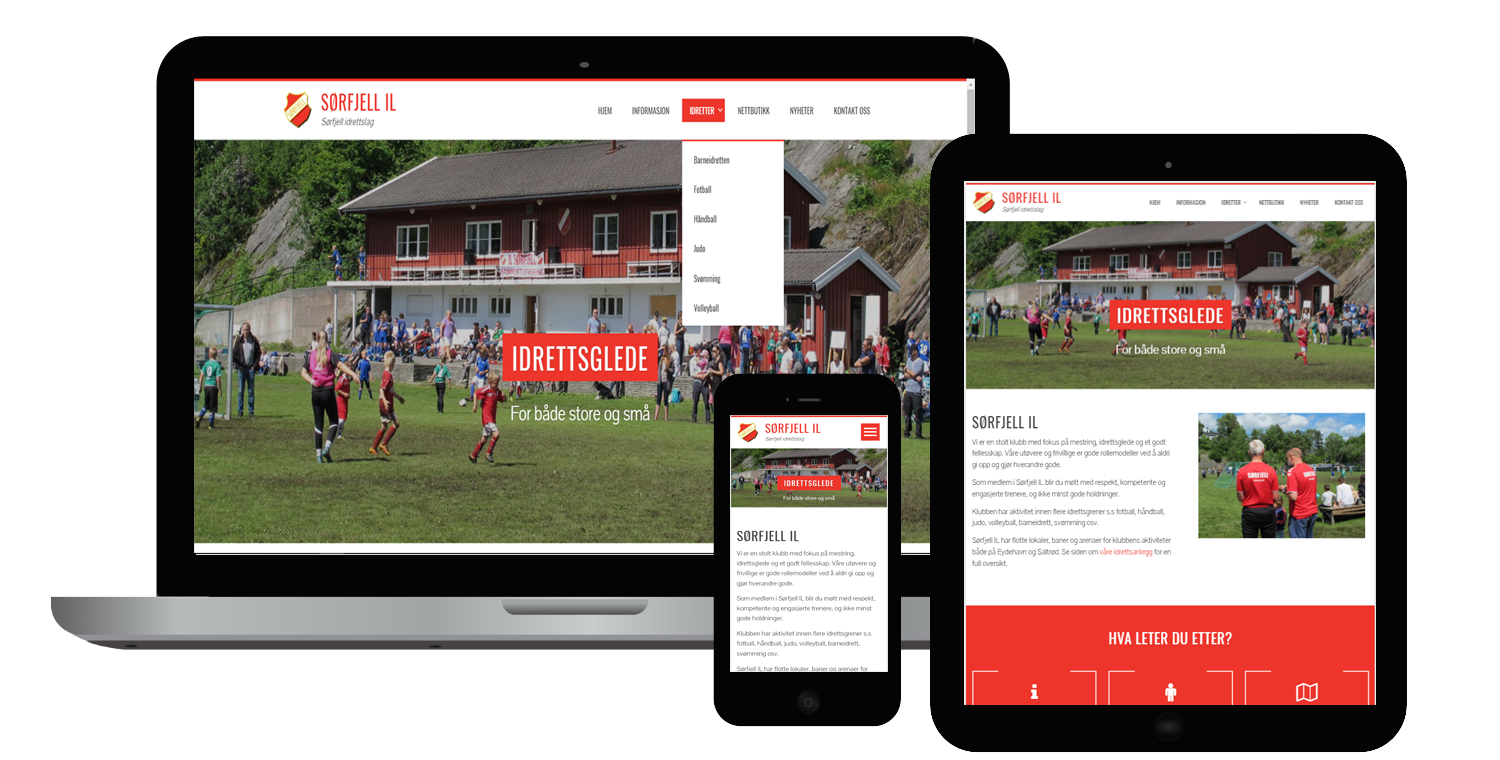 SØRFJELL IL
Sørfjell idrettslag
HJEM INFORMASJON IDRETTER NETTBUTIKK NYHETER KONTAKT OSS
Barneidretten
Fotball
Håndball
Judo
Svømming
Volleyball
IDRETTSGLEDE
For både store og små
SØRFJELL IL
Sørfjell idrettslag
IDRETTSGLEDE
For både store og små
SØRFJELL IL
Vi er en stolt klubb med fokus på mestring,
idrettsglede og et godt fellesskap. Våre utøvere og
frivillige er gode rollemodeller ved å aldri gi opp og
gjør hverandre gode.
Som medlem i Sørfjell IL blir du møtt med respekt,
kompetente og engasjerte trenere, og ikke minst
gode holdninger.
Klubben har aktivitet innen flere idrettsgrener s.s
fotball, håndball, judo, volleyball, barneidrett,
svømming osv.
Sørfjell IL har flotte lokaler, baner og arenaer for
SØRFJELL IL
Sørfjell idrettslag
HJEM INFORMASJON IDRETTER NETTBUTIKK NYHETER KONTAKT OSS
IDRETTSGLEDE
For både store og små
SØRFJELL IL
Vi er en stolt klubb med fokus på mestring, idrettsglede og et godt
fellesskap. Våre utøvere og frivillige er gode rollemodeller ved å aldri
gi opp og gjør hverandre gode.
Som medlem i Sørfjell IL blir du møtt med respekt, kompetente og
engasjerte trenere, og ikke minst gode holdninger.
Klubben har aktivitet innen flere idrettsgrener s.s fotball, håndball,
judo, volleyball, barneidrett, svømming osv.
Sørfjell IL har flotte lokaler, baner og arenaer for klubbens aktiviteter
både på Eydehavn og Saltrød. Se siden om våre idrettsanlegg for en
full oversikt.
HVA LETER DU ETTER?